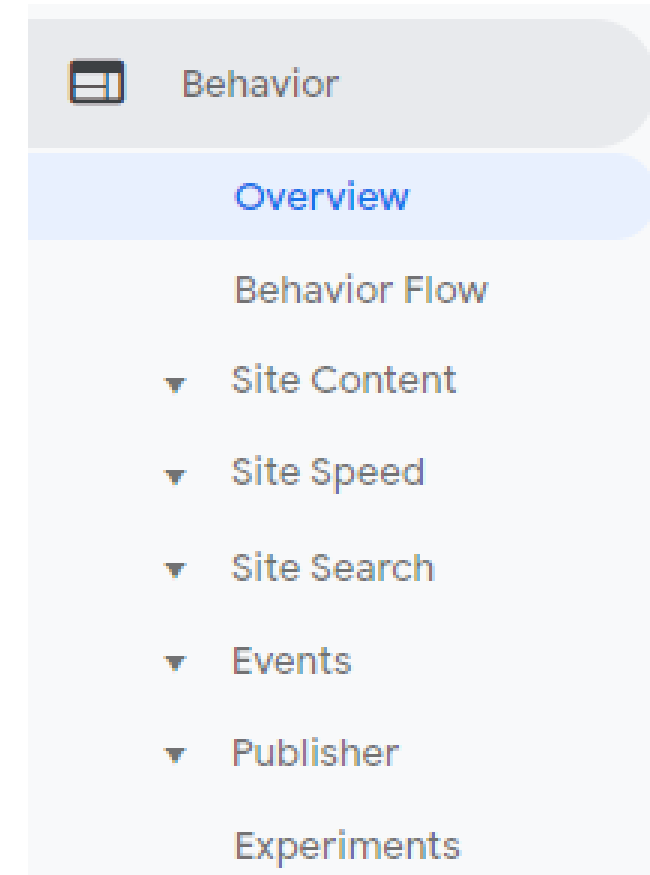 Behavior
Overview
Behavior Flow
Site Content
Site Speed
Site Search
Events
Publisher
Experiments